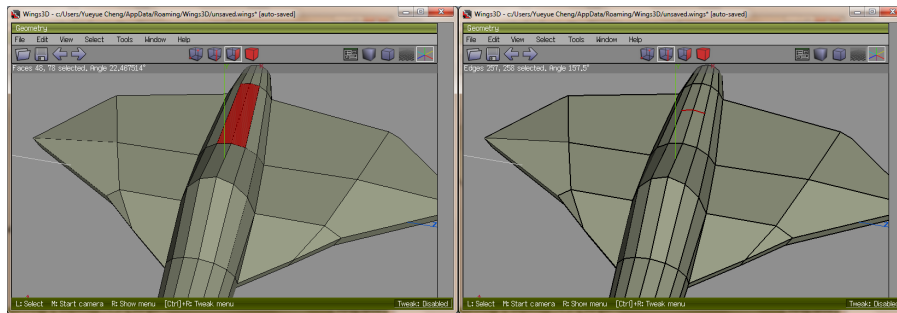 Wings3D - c:/Users/Yueyue Cheng/AppData/Roaming/Wings3D/unsaved.wings* [auto-saved]
Geometry
File Edit View Select Tools Window Help
Faces 48, 78 selected, Angle 22.467514°
L: Select M: Start camera R: Show menu [Ctrl]+R: Tweak menu Tweak: Disabled
Wings3D - c:/Users/Yueyue Cheng/AppData/Roaming/Wings3D/unsaved.wings* [auto-saved]
Geometry
File Edit View Select Tools Window Help
Edges 257, 258 selected, Angle 157.5°
L: Select M: Start camera R: Show menu [Ctrl]+R: Tweak menu Tweak: Disabled